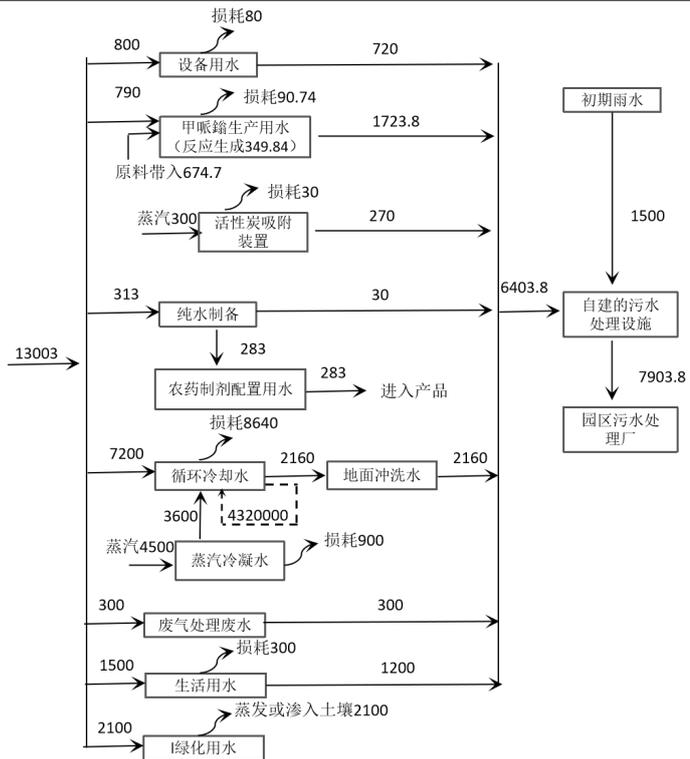 损耗80
800
720
设备用水
790
损耗90.74
初期雨水
甲哌鎓生产用水
（反应生成349.84）
1723.8
原料带入674.7
损耗30
蒸汽300
活性炭吸附
装置
270
1500
6403.8
313
30
纯水制备
自建的污水
处理设施
13003
283
283
7903.8
农药制剂配置用水
进入产品
损耗8640
园区污水处
理厂
7200
2160
2160
循环冷却水
地面冲洗水
3600
4320000
蒸汽4500
损耗900
蒸汽冷凝水
300
300
废气处理废水
损耗300
1500
1200
生活用水
蒸发或渗入土壤2100
2100
I绿化用水